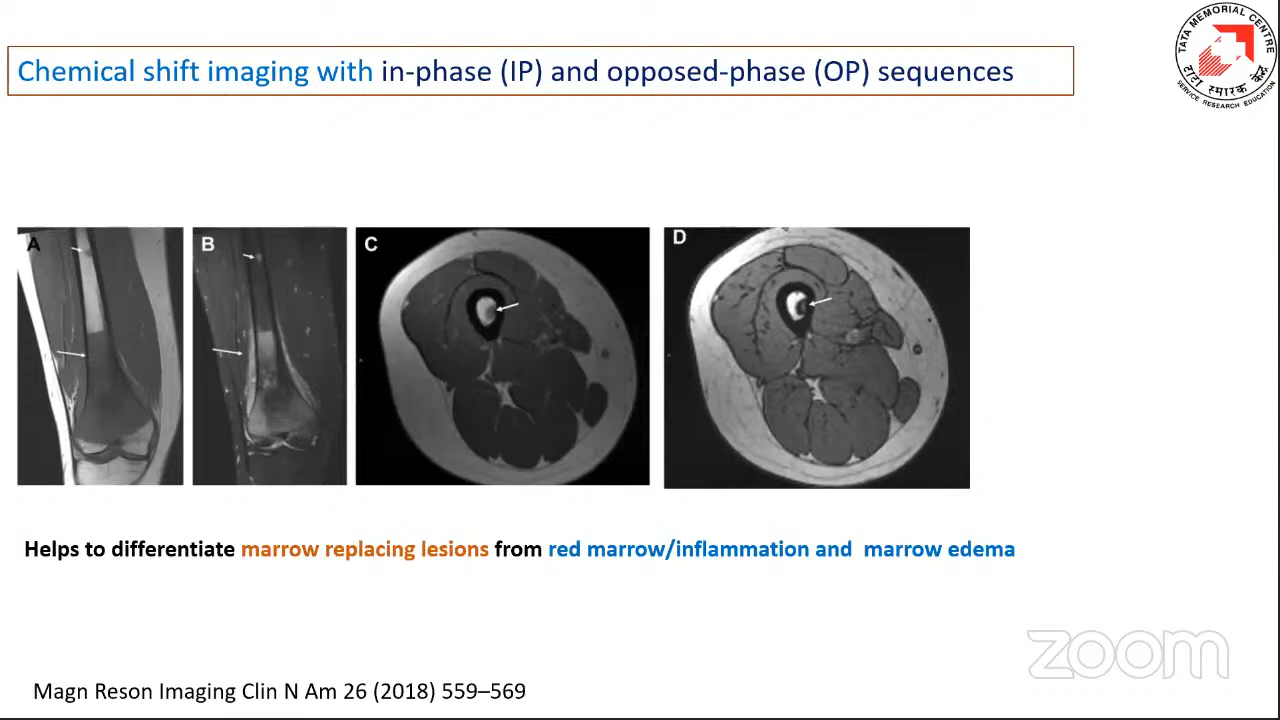 Chemical shift imaging with in-phase (IP) and opposed-phase (OP) sequences
TATA MEMORIAL CENTRE
टाटा स्मारक केंद्र
SERVICE RESEARCH EDUCATION
A
B
C
D
Helps to differentiate marrow replacing lesions from red marrow/inflammation and marrow edema
zoom
Magn Reson Imaging Clin N Am 26 (2018) 559–569